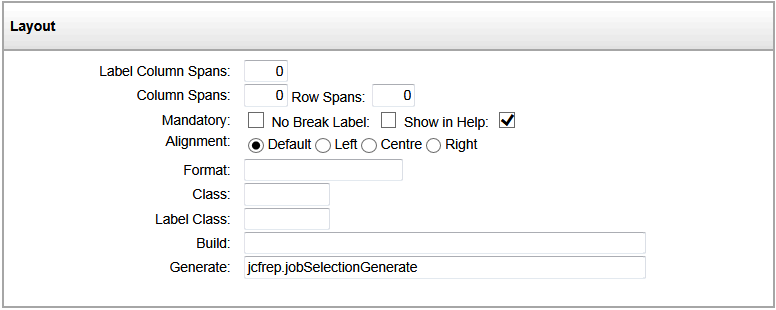 Layout
Label Column Spans: 0
Column Spans: 0 Row Spans: 0
Mandatory: No Break Label: Show in Help:
Alignment: Default Left Centre Right
Format:
Class:
Label Class:
Build:
Generate: jcfrep.jobSelectionGenerate